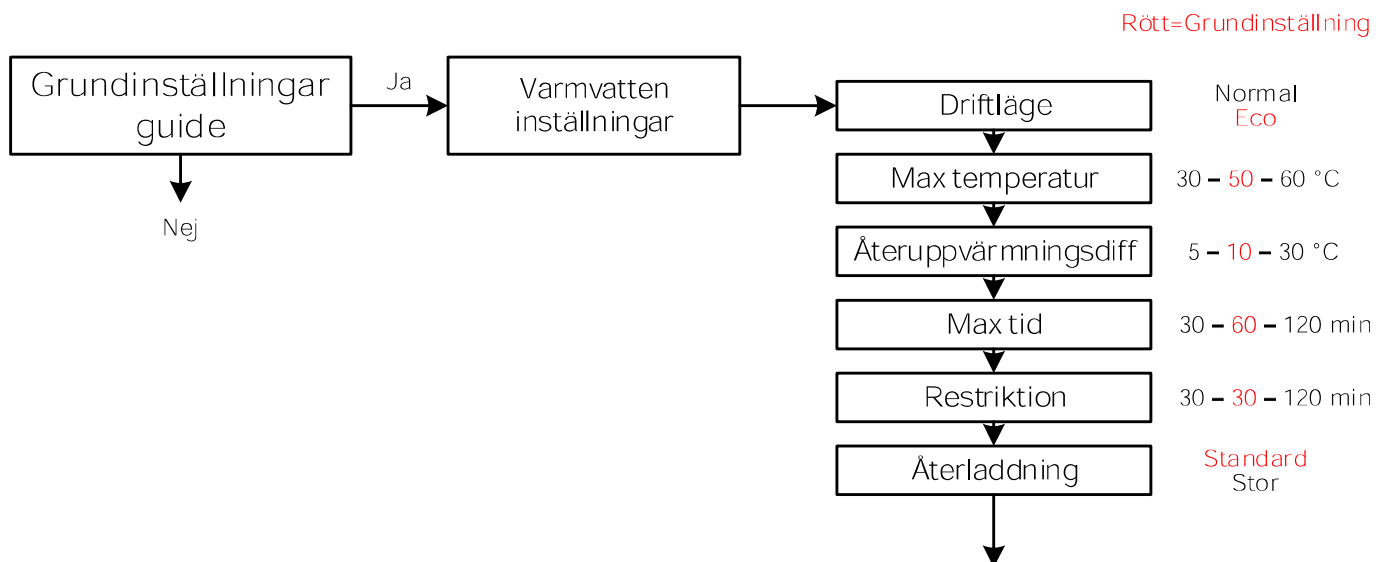 Rött=Grundinställning
Grundinställningar
guide
Ja
Varmvatten
inställningar
Nej
Driftläge
Normal
Eco
Max temperatur
30 – 50 – 60 °C
Återuppvärmningsdiff
5 – 10 – 30 °C
Max tid
30 – 60 – 120 min
Restriktion
30 – 30 – 120 min
Återladdning
Standard
Stor